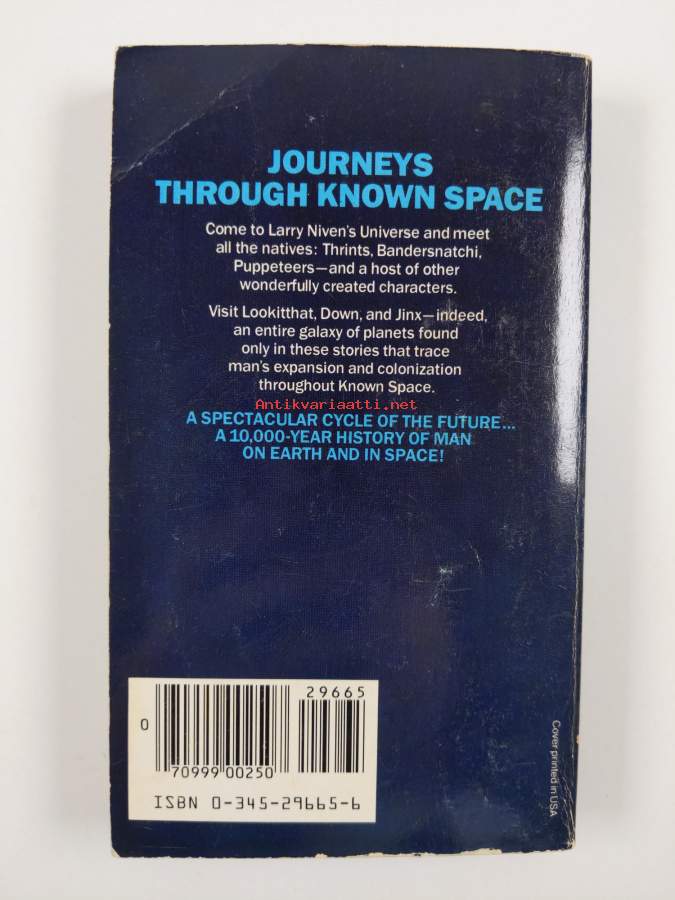 JOURNEYS
THROUGH KNOWN SPACE
Come to Larry Niven's Universe and meet
all the natives: Thrints, Bandersnatchi,
Puppeteers—and a host of other
wonderfully created characters.
Visit Lookitthat, Down, and Jinx—indeed,
an entire galaxy of planets found
only in these stories that trace
man's expansion and colonization
throughout Known Space.
Antikvariaatti.net
A SPECTACULAR CYCLE OF THE FUTURE...
A 10,000-YEAR HISTORY OF MAN
ON EARTH AND IN SPACE!
29665
0
70999 00250
ISBN 0-345-29665-6
Cover printed in USA